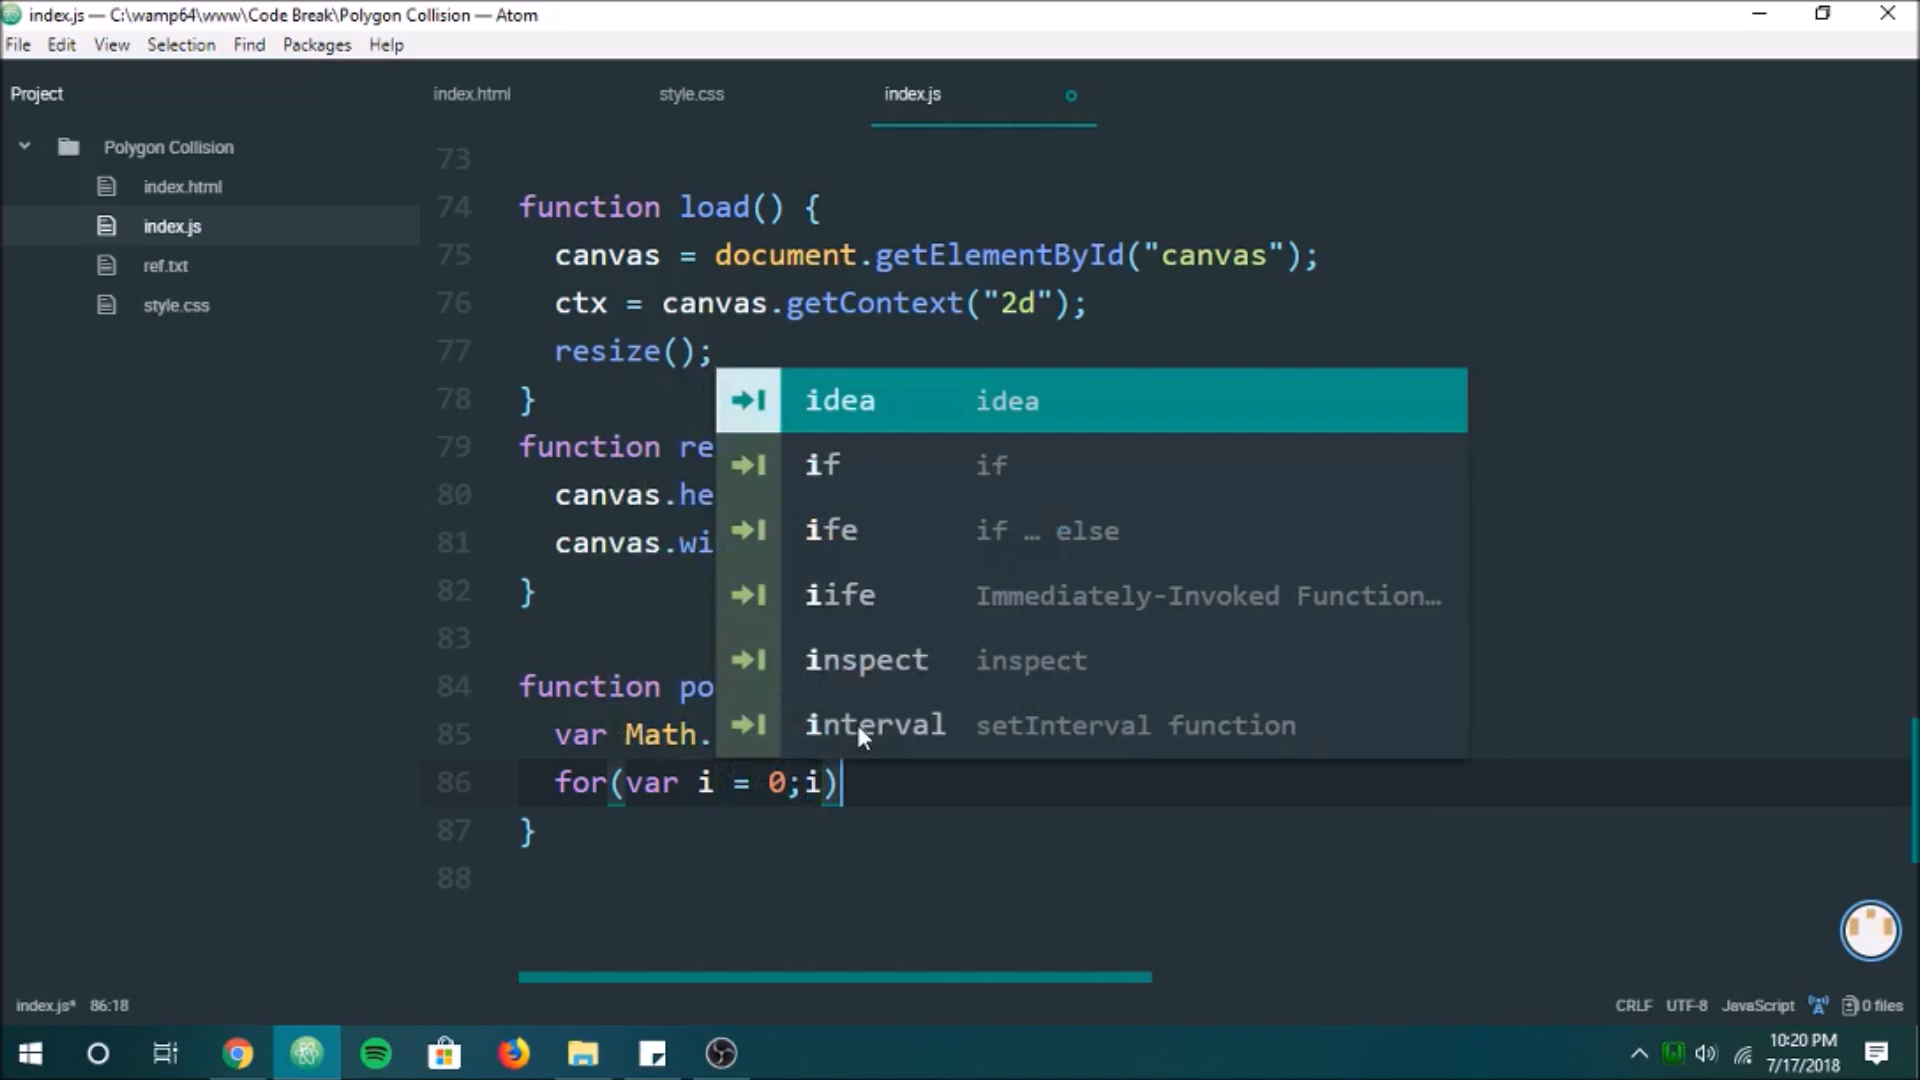 index.js — C:\wamp64\www\Code Break\Polygon Collision — Atom
File Edit View Selection Find Packages Help
Project
index.html style.css index.js
Polygon Collision
index.html
index.js
ref.txt
style.css
73
74 function load() {
75 canvas = document.getElementById("canvas");
76 ctx = canvas.getContext("2d");
77 resize();
78 }
79 function re
80 canvas.he
81 canvas.wi
82 }
83
84 function po
85 var Math.
86 for(var i = 0;i)
87 }
88
idea idea
if if
ife if … else
iife Immediately-Invoked Function…
inspect inspect
interval setInterval function
index.js* 86:18
CRLF UTF-8 JavaScript 0 files
10:20 PM
7/17/2018